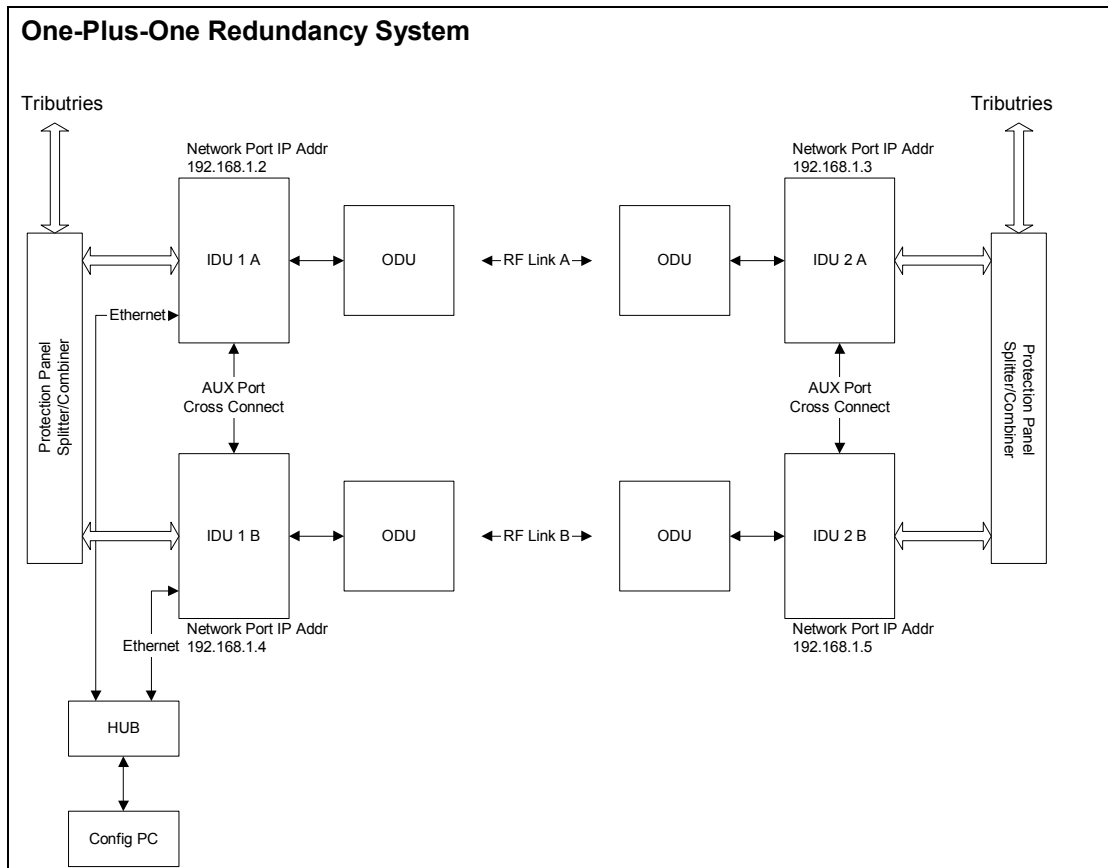 One-Plus-One Redundancy System
Tributries
Tributries
Network Port IP Addr
192.168.1.2
Network Port IP Addr
192.168.1.3
IDU 1 A
ODU
RF Link A
ODU
IDU 2 A
Ethernet
Protection Panel
Splitter/Combiner
AUX Port
Cross Connect
AUX Port
Cross Connect
Protection Panel
Splitter/Combiner
IDU 1 B
ODU
RF Link B
ODU
IDU 2 B
Ethernet
Network Port IP Addr
192.168.1.4
Network Port IP Addr
192.168.1.5
HUB
Config PC